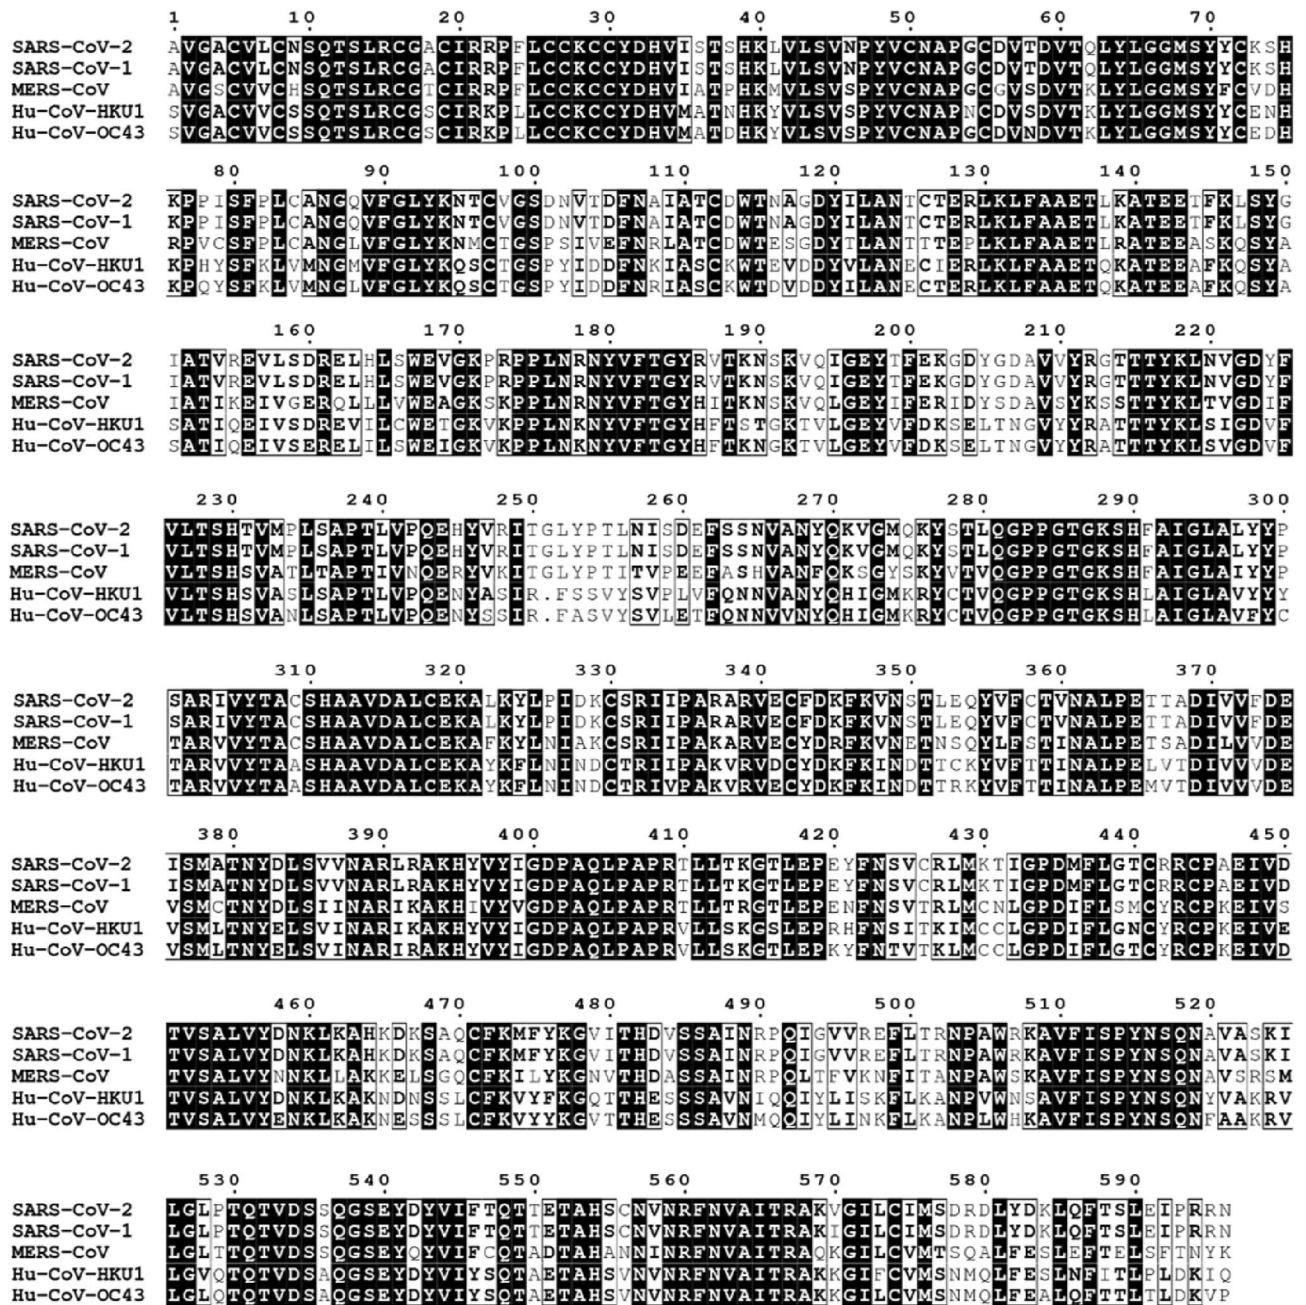 1 10 20 30 40 50 60 70
SARS-CoV-2 AVGACVLCNSQTSLRCGACIRRPFLCCKCCYDHVISTSHKLVLSVNPYVCNAPGCDVTDVTQLYLGGMSYYCKSH
SARS-CoV-1 AVGACVLCNSQTSLRCGACIRRPFLCCKCCYDHVISTSHKLVLSVNPYVCNAPGCDVTDVTQLYLGGMSYYCKSH
MERS-CoV AVGSCVVCHSQTSLRCGTCIRRPFLCCKCCYDHVIATPHKMVLSVSPYVCNAPGCGVSDVTKLYLGGMSYFCVDH
Hu-CoV-HKU1 SVGACVVCSSQTSLRCGSCIRKPLLCCKCCYDHVMATNHKYVLSVSPYVCNAPNCDVSDVTKLYLGGMSYYCENH
Hu-CoV-OC43 SVGACVVCSSQTSLRCGSCIRKPLLCCKCCYDHVMATDHKYVLSVSPYVCNAPGCDVNDVTKLYLGGMSYYCEDH
80 90 100 110 120 130 140 150
SARS-CoV-2 KPPISFPLCANGQVFGLYKNTCVGSDNVTDFNAIATCDWTNAGDYILANTCTERLKLFAAETLKATEETFKLSYG
SARS-CoV-1 KPPISFPLCANGQVFGLYKNTCVGSDNVTDFNAIATCDWTNAGDYILANTCTERLKLFAAETLKATEETFKLSYG
MERS-CoV RPVCSFPLCANGLVFGLYKNMCTGSPSIVEFNRLATCDWTESGDYTLANTTTEPLKLFAAETLRATEEASKQSYA
Hu-CoV-HKU1 KPHYSFKLVMNGMVFGLYKQSCTGSPYIDDFNKIASCKWTEVDDYVLANECIERLKLFAAETQKATEEAFKQSYA
Hu-CoV-OC43 KPQYSFKLVMNGLVFGLYKQSCTGSPYIDDFNRIASCKWTDVDDYILANECTERLKLFAAETQKATEEAFKQSYA
160 170 180 190 200 210 220
SARS-CoV-2 IATVREVLSDRELHLSWEVGKPRPPLNRNYVFTGYRVTKNSKVQIGEYTFEKGDYGDAVVYRGTTTYKLNVGDYF
SARS-CoV-1 IATVREVLSDRELHLSWEVGKPRPPLNRNYVFTGYRVTKNSKVQIGEYTFEKGDYGDAVVYRGTTTYKLNVGDYF
MERS-CoV IATIKEIVGERQLLLVWEAGKSKPPLNRNYVFTGYHITKNSKVQLGEYIFERIDYSDAVSYKSSTTYKLTVGDIF
Hu-CoV-HKU1 SATIQEIVSDREVILCWETGKVKPPLNKNYVFTGYHFTSTGKTVLGEYVFDKSELTNGVYYRATTTYKLSIGDVF
Hu-CoV-OC43 SATIQEIVSERELILSWEIGKVKPPLNKNYVFTGYHFTKNGKTVLGEYVFDKSELTNGVYYRATTTYKLSVGDVF
230 240 250 260 270 280 290 300
SARS-CoV-2 VLTSHTVMPLSAPTLVPQEHYVRITGLYPTLNISDEFSSNVANYQKVGMQKYSTLQGPPGTGKSHFAIGLALYYP
SARS-CoV-1 VLTSHTVMPLSAPTLVPQEHYVRITGLYPTLNISDEFSSNVANYQKVGMQKYSTLQGPPGTGKSHFAIGLALYYP
MERS-CoV VLTSHSVATLTAPTIVNQERYVKITGLYPTITVPEEFASHVANFQKSGYSKYVTVQGPPGTGKSHFAIGLAIYYP
Hu-CoV-HKU1 VLTSHSVASLSAPTLVPQENYASIR.FSSVYSVPLVFQNNVANYQHIGMKRYCTVQGPPGTGKSHLAIGLAVYYY
Hu-CoV-OC43 VLTSHSVANLSAPTLVPQENYSSIR.FASVYSVLETFQNNVVNYQHIGMKRYCTVQGPPGTGKSHLAIGLAVFYC
310 320 330 340 350 360 370
SARS-CoV-2 SARIVYTACSHAAVDALCEKALKYLPIDKCSRIIPARARVECFDKFKVNSTLEQYVFCTVNALPETTADIVVFDE
SARS-CoV-1 SARIVYTACSHAAVDALCEKALKYLPIDKCSRIIPARARVECFDKFKVNSTLEQYVFCTVNALPETTADIVVFDE
MERS-CoV TARVVYTACSHAAVDALCEKAFKYLNIAKCSRIIPAKARVECYDRFKVNETNSQYLFSTINALPETSADILVVDE
Hu-CoV-HKU1 TARVVYTAASHAAVDALCEKAYKFLNINDCTRIIPAKVRVDCYDKFKINDTTCKYVFTTINALPELVTDIVVVDE
Hu-CoV-OC43 TARVVYTAASHAAVDALCEKAYKFLNINDCTRIVPAKVRVECYDKFKINDTTRKYVFTTINALPEMVTDIVVVDE
380 390 400 410 420 430 440 450
SARS-CoV-2 ISMATNYDLSVVNARLRAKHYVYIGDPAQLPAPRTLLTKGTLEPEYFNSVCRLMKTIGPDMFLGTCRRCPAEIVD
SARS-CoV-1 ISMATNYDLSVVNARLRAKHYVYIGDPAQLPAPRTLLTKGTLEPEYFNSVCRLMKTIGPDMFLGTCRRCPAEIVD
MERS-CoV VSMCTNYDLSIINARIKAKHIVYVGDPAQLPAPRTLLTRGTLEPENFNSVTRLMCNLGPDIFLSMCYRCPKEIVS
Hu-CoV-HKU1 VSMLTNYELSVINARIRAKHYVYIGDPAQLPAPRVLLSKGSLEPRHFNSITKIMCCLGPDIFLGNCYRCPKEIVE
Hu-CoV-OC43 VSMLTNYELSVINARIRAKHYVYIGDPAQLPAPRVLLSKGTLEPKYFNTVTKLMCCLGPDIFLGTCYRCPKEIVD
460 470 480 490 500 510 520
SARS-CoV-2 TVSALVYDNKLKAHKDKSAQCFKMFYKGVITHDVSSAINRPQIGVVREFLTRNPAWRKAVFISPYNSQNAVASKI
SARS-CoV-1 TVSALVYDNKLKAHKDKSAQCFKMFYKGVITHDVSSAINRPQIGVVREFLTRNPAWRKAVFISPYNSQNAVASKI
MERS-CoV TVSALVYNNKLLAKKELSGQCFKILYKGNVTHDASSAINRPQLTFVKNFITANPAWSKAVFISPYNSQNAVSRSM
Hu-CoV-HKU1 TVSALVYDNKLKAKNDNSSLCFKVYFKGQTTHESSSAVNIQQIYLISKFLKANPVWNSAVFISPYNSQNYVAKRV
Hu-CoV-OC43 TVSALVYENKLKAKNESSSLCFKVYYKGVTTHESSSAVNMQQIYLINKFLKANPLWHKAVFISPYNSQNFAAKRV
530 540 550 560 570 580 590
SARS-CoV-2 LGLPTQTVDSSQGSEYDYVIFTQTTETAHSCNVNRFNVAITRAKVGILCIMSDRDLYDKLQFTSLEIPRRN
SARS-CoV-1 LGLPTQTVDSSQGSEYDYVIFTQTTETAHSCNVNRFNVAITRAKIGILCIMSDRDLYDKLQFTSLEIPRRN
MERS-CoV LGLTTQTVDSSQGSEYQYVIFCQTADTAHANNINRFNVAITRAQKGILCVMTSQALFESLEFTELSFTNYK
Hu-CoV-HKU1 LGVQTQTVDSAQGSEYDYVIYSQTAETAHSVNVNRFNVAITRAKKGIFCVMSNMQLFESLNFITLPLDKIQ
Hu-CoV-OC43 LGLQTQTVDSAQGSEYDYVIYSQTAETAHSVNVNRFNVAITRAKKGILCVMSNMQLFEALQFTTLTLDKVP